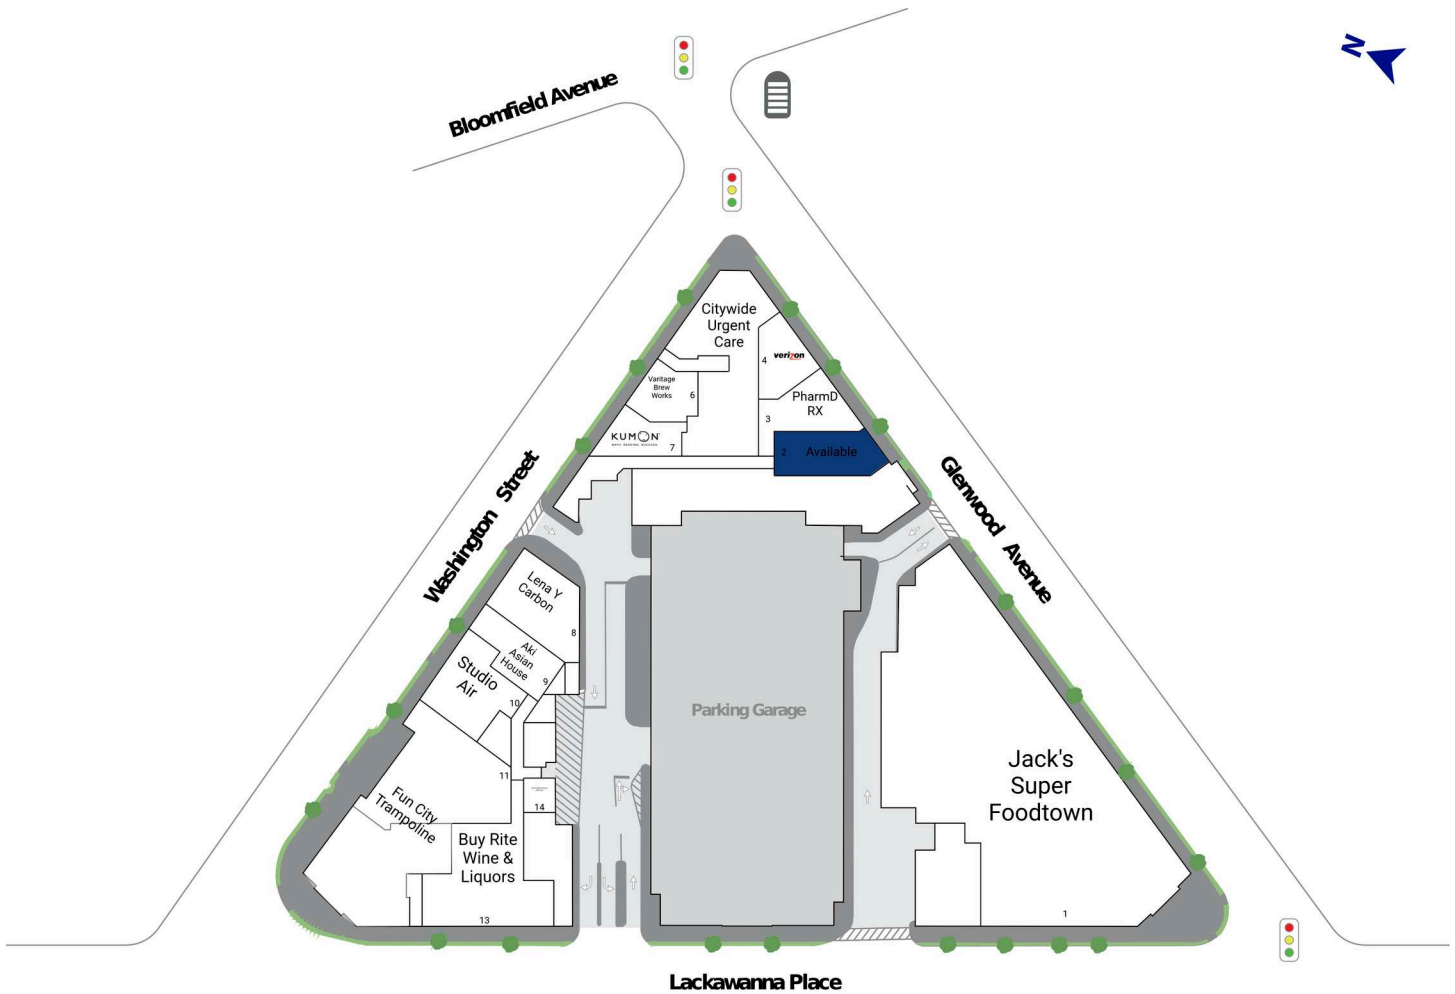 N
Bloomfield Avenue
Citywide
Urgent
Care
4
verizon
Varitage
Brew
Works
6
PharmD
RX
3
KUMON
7
2
Available
Washington Street
Glenwood Avenue
Lena Y
Carbon
8
Aki
Asian
House
9
Studio
Air
10
Parking Garage
Jack's
Super
Foodtown
11
Fun City
Trampoline
14
Buy Rite
Wine &
Liquors
13
1
Lackawanna Place